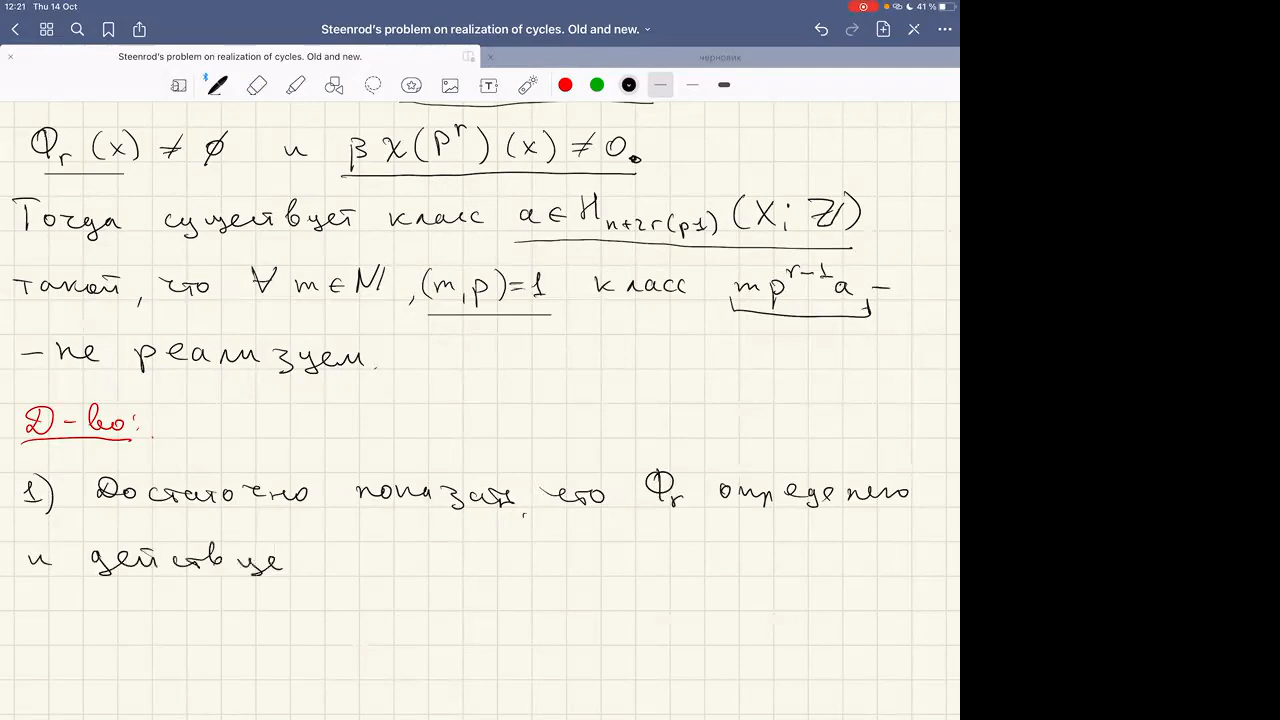 12:21 Thu 14 Oct
41 %
Steenrod's problem on realization of cycles. Old and new.
Steenrod's problem on realization of cycles. Old and new.
черновик
Φ_r (x) ≠ ∅ и β χ(P^r) (x) ≠ 0.
Тогда существует класс a ∈ H_{n+2r(p-1)} (X; ℤ)
такой, что ∀ m ∈ ℕ, (m,p)=1 класс mp^{r-1}a –
– не реализуем.
Д-во:
1) Достаточно показать, что Φ_r определено
и действуе